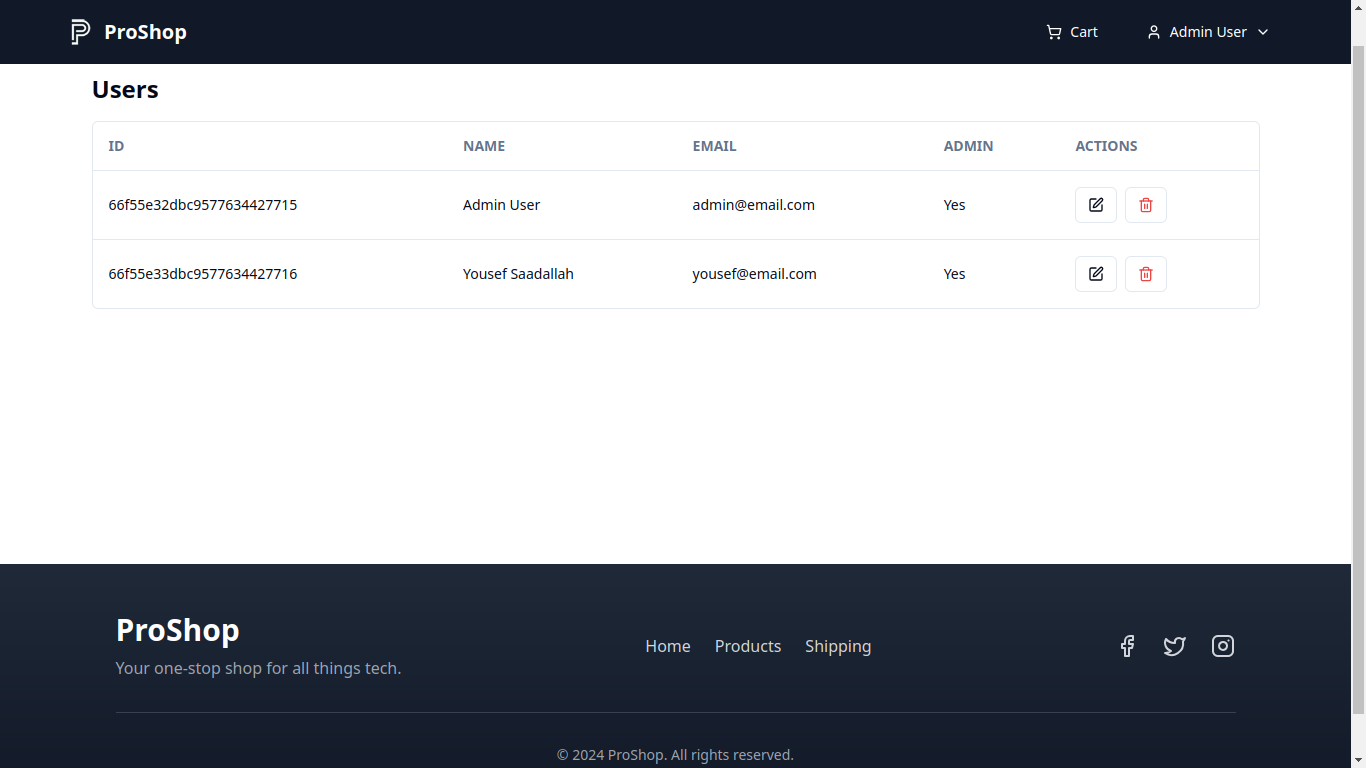 ProShop Cart Admin User
Users
ID NAME EMAIL ADMIN ACTIONS
66f55e32dbc9577634427715 Admin User admin@email.com Yes
66f55e33dbc9577634427716 Yousef Saadallah yousef@email.com Yes
ProShop
Home Products Shipping
Your one-stop shop for all things tech.
© 2024 ProShop. All rights reserved.